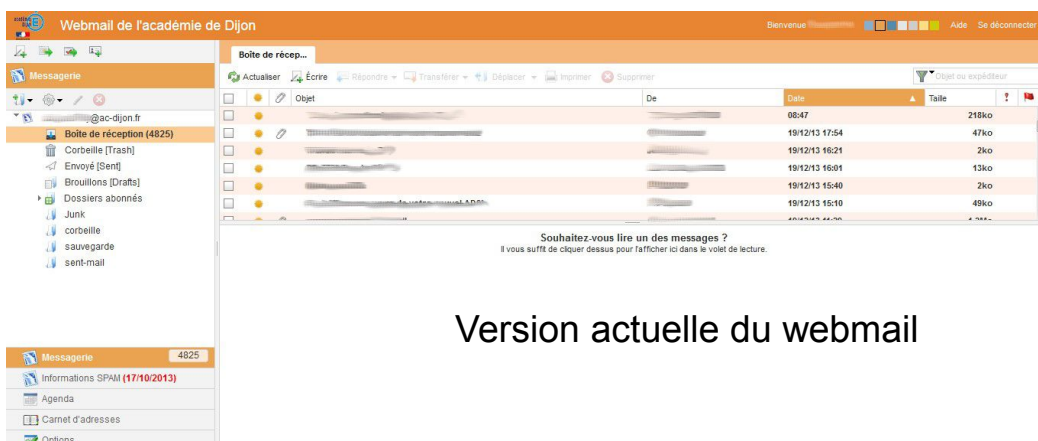 Webmail de l'académie de Dijon
Bienvenue
Aide Se déconnecter
Boîte de récep...
Messagerie
Actualiser Écrire Répondre Transférer Déplacer Imprimer Supprimer
Objet ou expéditeur
Objet De Date Taille
@ac-dijon.fr
Boîte de réception (4825)
Corbeille [Trash]
Envoyé [Sent]
Brouillons [Drafts]
Dossiers abonnés
Junk
corbeille
sauvegarde
sent-mail
08:47 218ko
19/12/13 17:54 47ko
19/12/13 16:21 2ko
19/12/13 16:01 13ko
19/12/13 15:40 2ko
19/12/13 15:10 49ko
Souhaitez-vous lire un des messages ?
Il vous suffit de cliquer dessus pour l'afficher ici dans le volet de lecture.
Version actuelle du webmail
Messagerie 4825
Informations SPAM (17/10/2013)
Agenda
Carnet d'adresses
Options